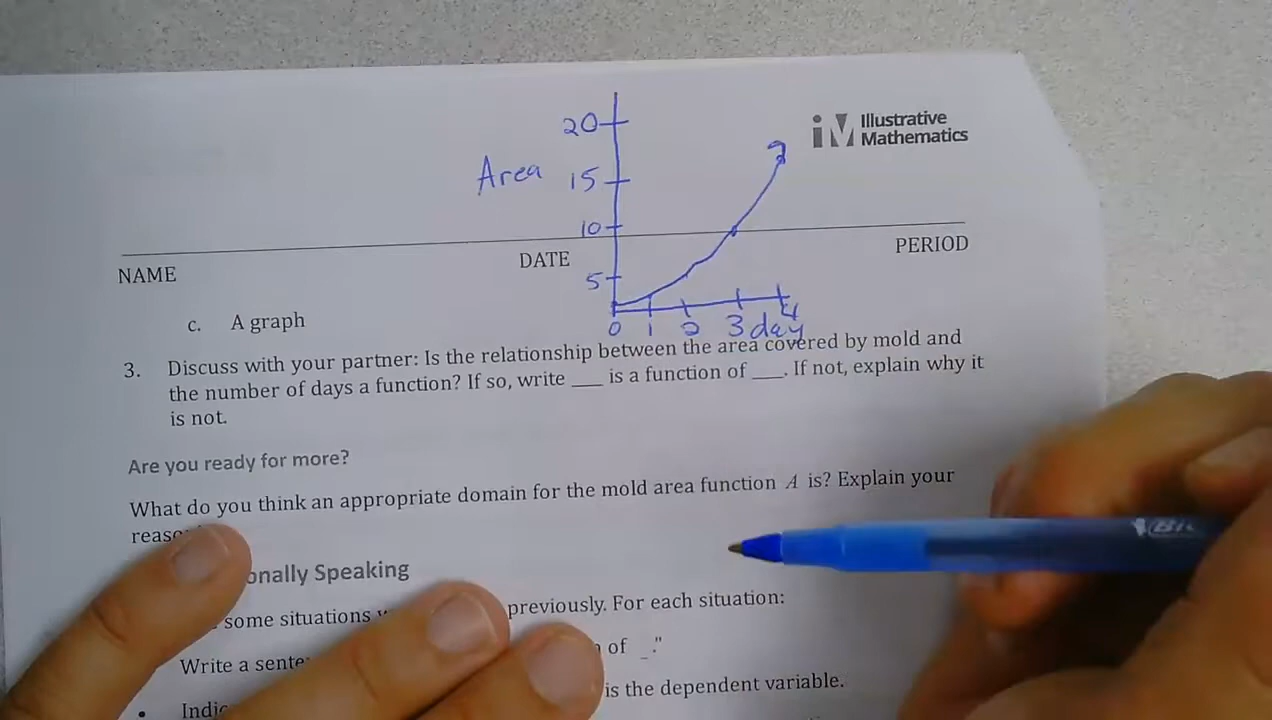 20
Area 15
10
5
0 1 2 3 4
day
Illustrative
Mathematics
NAME DATE PERIOD
c. A graph
3. Discuss with your partner: Is the relationship between the area covered by mold and
the number of days a function? If so, write ___ is a function of ___. If not, explain why it
is not.
Are you ready for more?
What do you think an appropriate domain for the mold area function A is? Explain your
onally Speaking
some situations previously. For each situation:
Write a of _."
is the dependent variable.
BIC